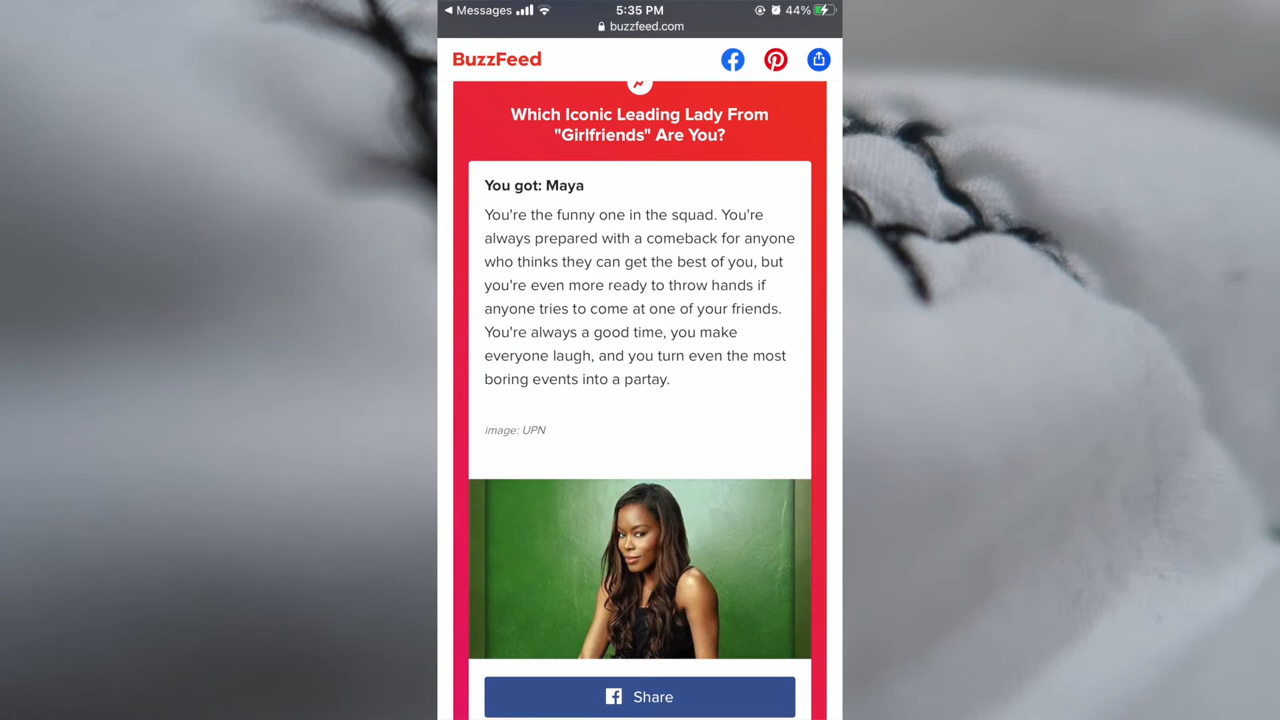 Messages 5:35 PM 44%
buzzfeed.com
BuzzFeed
Which Iconic Leading Lady From
"Girlfriends" Are You?
You got: Maya
You're the funny one in the squad. You're
always prepared with a comeback for anyone
who thinks they can get the best of you, but
you're even more ready to throw hands if
anyone tries to come at one of your friends.
You're always a good time, you make
everyone laugh, and you turn even the most
boring events into a partay.
image: UPN
Share